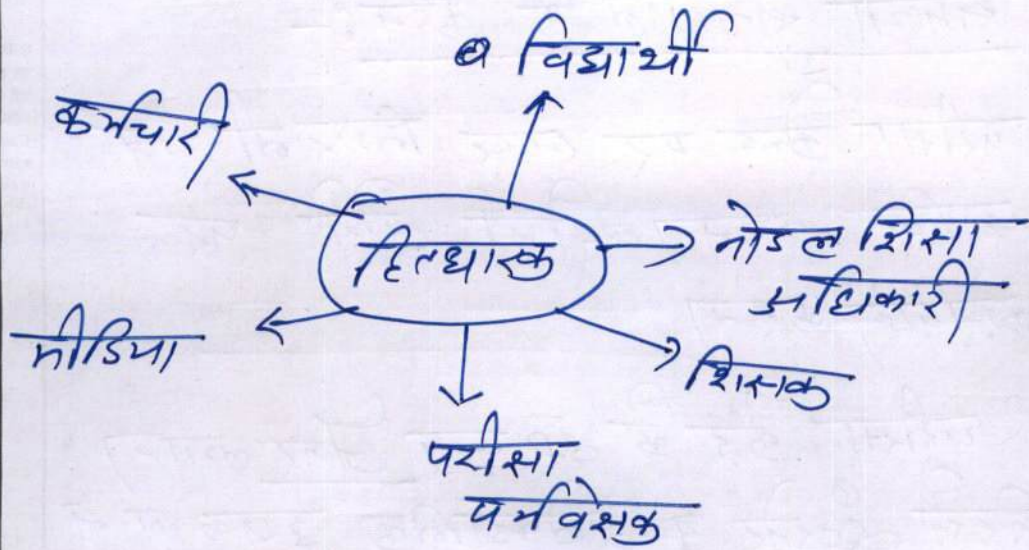 विद्यार्थी
कर्मचारी
हितधारक
नोडल शिक्षा
अधिकारी
मीडिया
शिक्षक
परीक्षा
पर्यवेक्षक